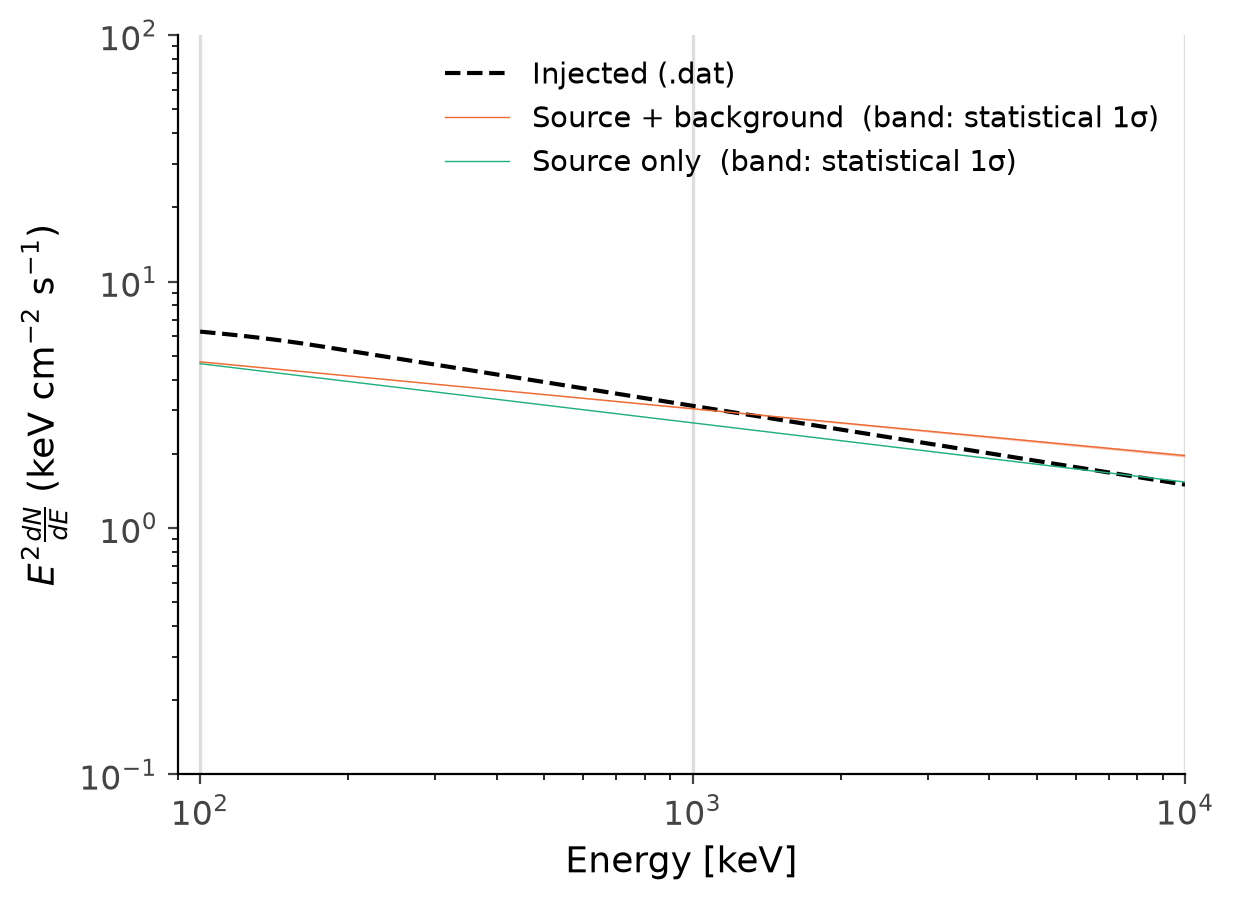 10²
10¹
10⁰
10⁻¹
E² dN/dE (keV cm⁻² s⁻¹)
Injected (.dat)
Source + background (band: statistical 1σ)
Source only (band: statistical 1σ)
10² 10³ 10⁴
Energy [keV]